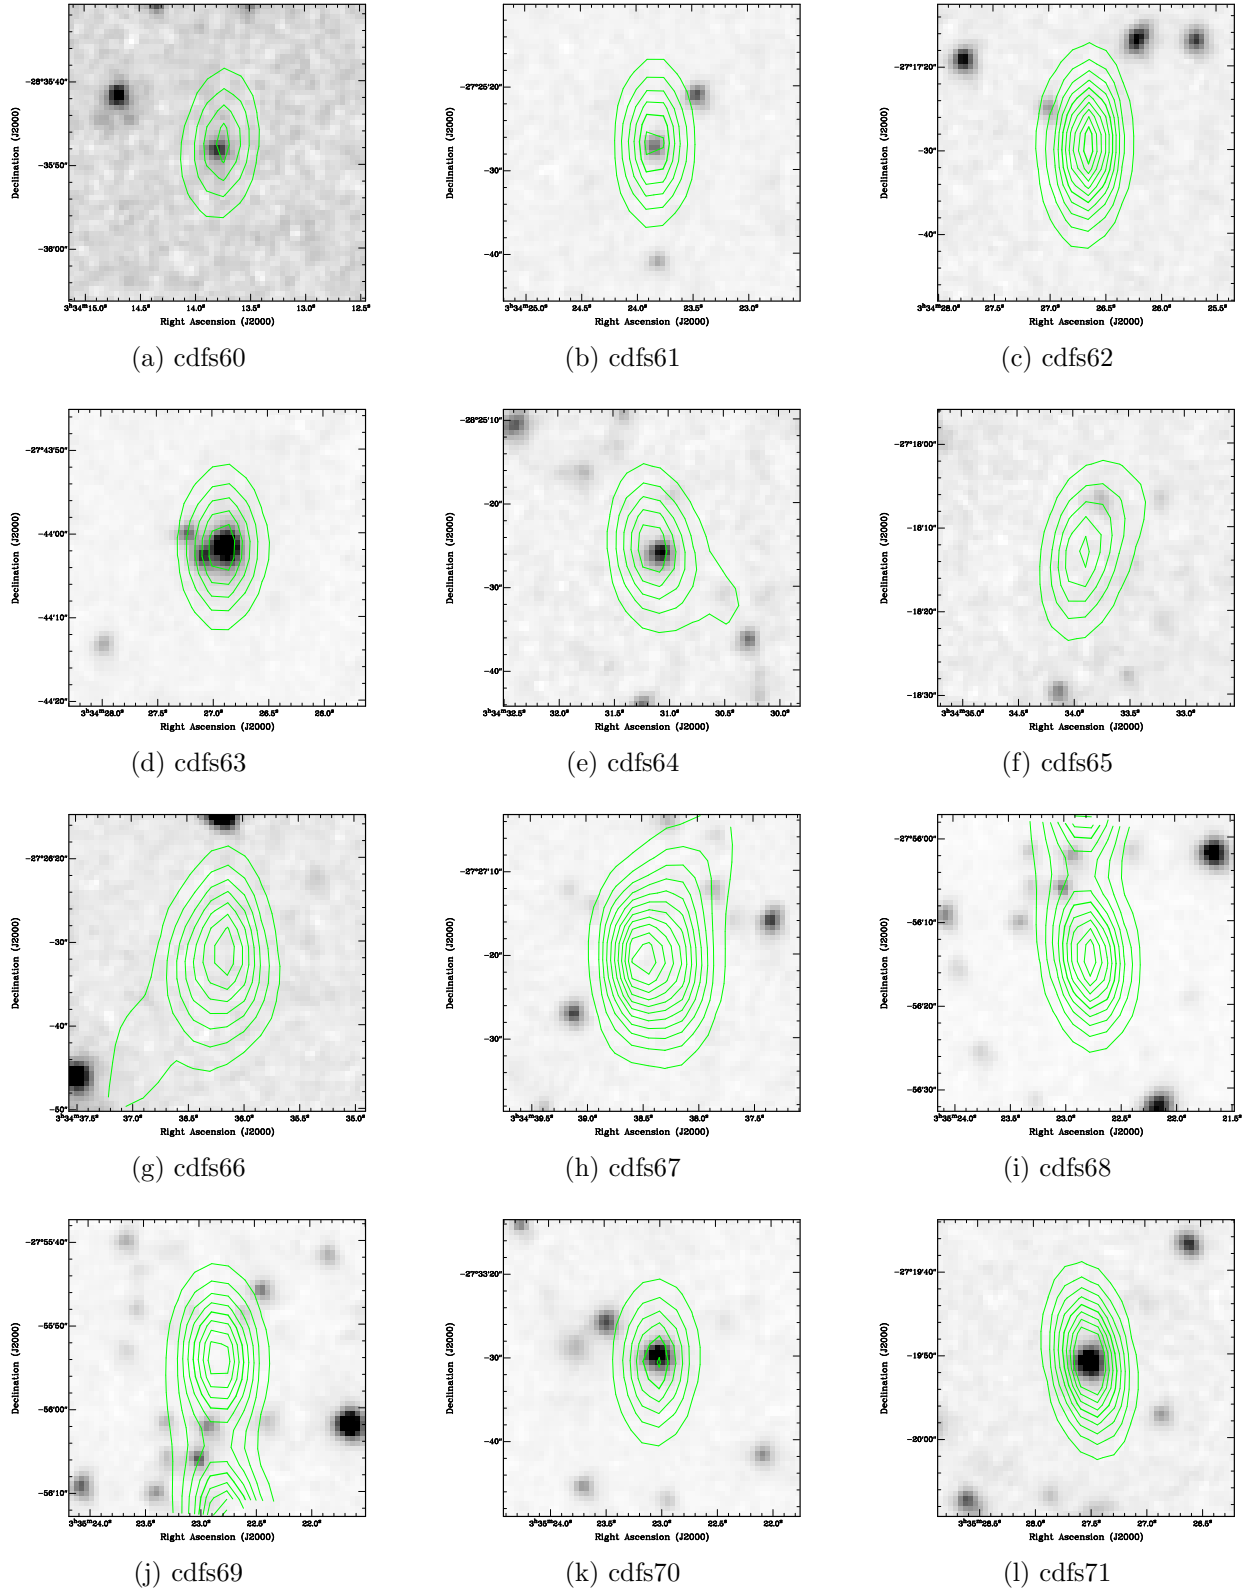 Declination (J2000)
−28°35'40"
−35'50"
−36'00"
3ʰ34ᵐ15.0ˢ 14.5ˢ 14.0ˢ 13.5ˢ 13.0ˢ 12.5ˢ
Right Ascension (J2000)
(a) cdfs60
Declination (J2000)
−27°25'20"
−30"
−40"
3ʰ34ᵐ25.0ˢ 24.5ˢ 24.0ˢ 23.5ˢ 23.0ˢ
Right Ascension (J2000)
(b) cdfs61
Declination (J2000)
−27°17'20"
−30"
−40"
3ʰ34ᵐ28.0ˢ 27.5ˢ 27.0ˢ 26.5ˢ 26.0ˢ 25.5ˢ
Right Ascension (J2000)
(c) cdfs62
Declination (J2000)
−27°43'50"
−44'00"
−44'10"
−44'20"
3ʰ34ᵐ28.0ˢ 27.5ˢ 27.0ˢ 26.5ˢ 26.0ˢ
Right Ascension (J2000)
(d) cdfs63
Declination (J2000)
−28°25'10"
−20"
−30"
−40"
3ʰ34ᵐ32.5ˢ 32.0ˢ 31.5ˢ 31.0ˢ 30.5ˢ 30.0ˢ
Right Ascension (J2000)
(e) cdfs64
Declination (J2000)
−27°18'00"
−18'10"
−18'20"
−18'30"
3ʰ34ᵐ35.0ˢ 34.5ˢ 34.0ˢ 33.5ˢ 33.0ˢ
Right Ascension (J2000)
(f) cdfs65
Declination (J2000)
−27°26'20"
−30"
−40"
−50"
3ʰ34ᵐ37.5ˢ 37.0ˢ 36.5ˢ 36.0ˢ 35.5ˢ 35.0ˢ
Right Ascension (J2000)
(g) cdfs66
Declination (J2000)
−27°27'10"
−20"
−30"
3ʰ34ᵐ39.5ˢ 39.0ˢ 38.5ˢ 38.0ˢ 37.5ˢ
Right Ascension (J2000)
(h) cdfs67
Declination (J2000)
−27°56'00"
−56'10"
−56'20"
−56'30"
3ʰ35ᵐ24.0ˢ 23.5ˢ 23.0ˢ 22.5ˢ 22.0ˢ 21.5ˢ
Right Ascension (J2000)
(i) cdfs68
Declination (J2000)
−27°55'40"
−55'50"
−56'00"
−56'10"
3ʰ35ᵐ24.0ˢ 23.5ˢ 23.0ˢ 22.5ˢ 22.0ˢ
Right Ascension (J2000)
(j) cdfs69
Declination (J2000)
−27°33'20"
−30"
−40"
3ʰ35ᵐ24.0ˢ 23.5ˢ 23.0ˢ 22.5ˢ 22.0ˢ
Right Ascension (J2000)
(k) cdfs70
Declination (J2000)
−27°19'40"
−19'50"
−20'00"
3ʰ35ᵐ28.5ˢ 28.0ˢ 27.5ˢ 27.0ˢ 26.5ˢ
Right Ascension (J2000)
(l) cdfs71